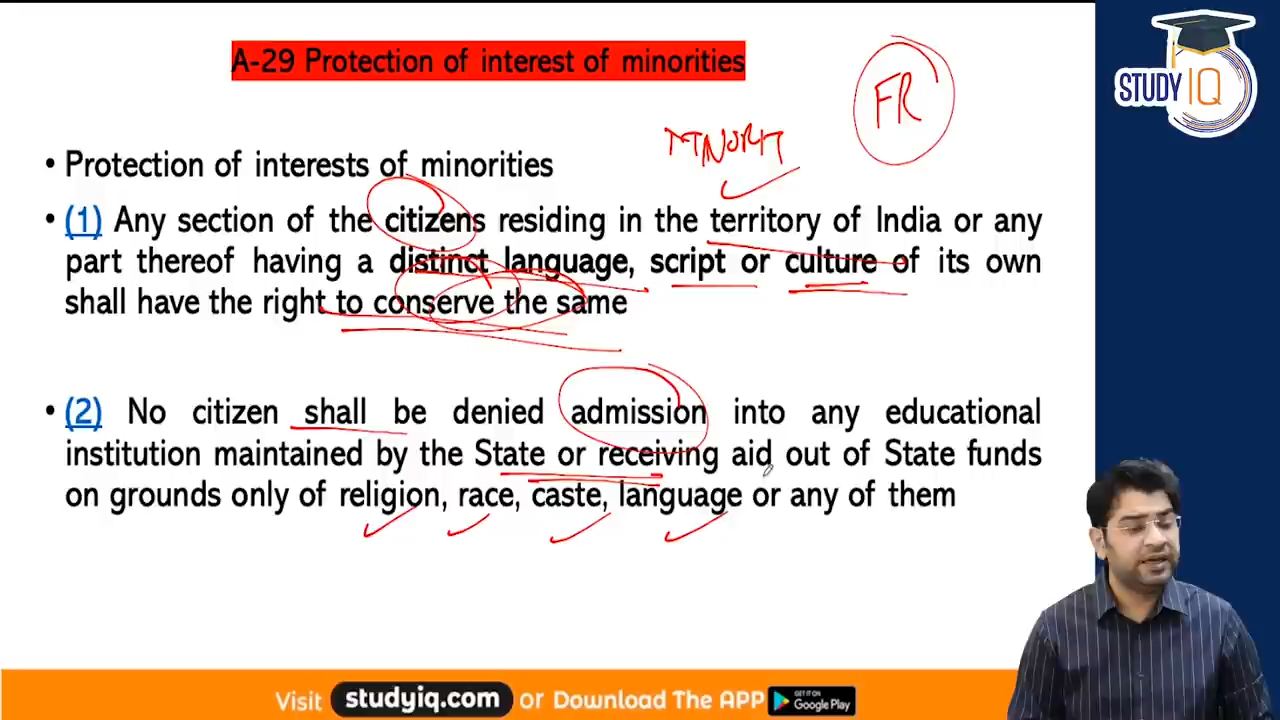 A-29 Protection of interest of minorities
FR
STUDY IQ
MINORIT
• Protection of interests of minorities
• (1) Any section of the citizens residing in the territory of India or any
part thereof having a distinct language, script or culture of its own
shall have the right to conserve the same
• (2) No citizen shall be denied admission into any educational
institution maintained by the State or receiving aid out of State funds
on grounds only of religion, race, caste, language or any of them
Visit studyiq.com or Download The APP GET IT ON Google Play